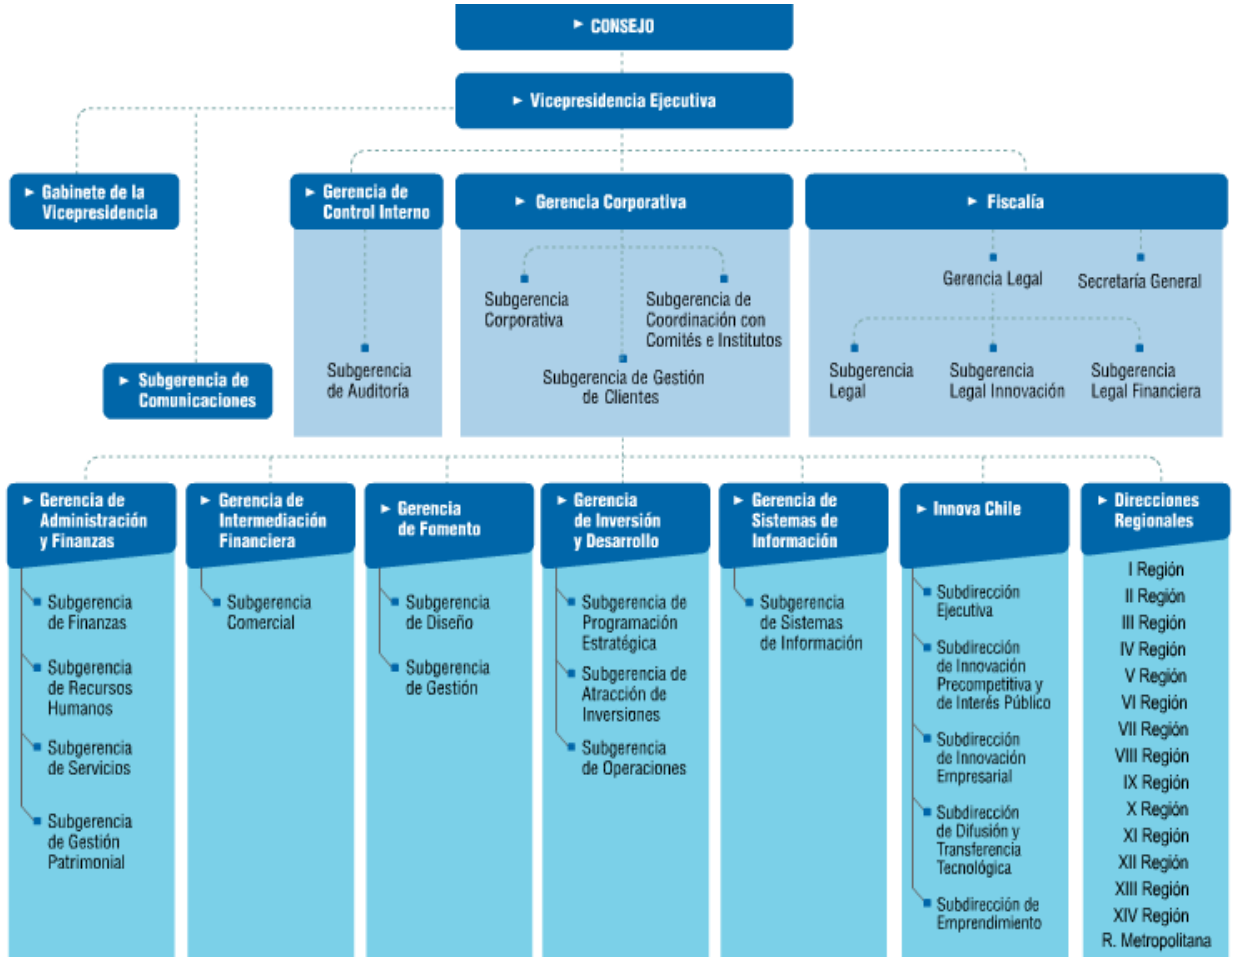 CONSEJO
Vicepresidencia Ejecutiva
Gabinete de la
Vicepresidencia
Gerencia de
Control Interno
Gerencia Corporativa
Fiscalía
Subgerencia de
Comunicaciones
Subgerencia
de Auditoría
Subgerencia
Corporativa
Subgerencia de
Coordinación con
Comités e Institutos
Subgerencia de Gestión
de Clientes
Gerencia Legal
Secretaría General
Subgerencia
Legal
Subgerencia
Legal Innovación
Subgerencia
Legal Financiera
Gerencia de
Administración
y Finanzas
Subgerencia
de Finanzas
Subgerencia
de Recursos
Humanos
Subgerencia
de Servicios
Subgerencia
de Gestión
Patrimonial
Gerencia de
Intermediación
Financiera
Subgerencia
Comercial
Gerencia
de Fomento
Subgerencia
de Diseño
Subgerencia
de Gestión
Gerencia
de Inversión
y Desarrollo
Subgerencia de
Programación
Estratégica
Subgerencia de
Atracción de
Inversiones
Subgerencia
de Operaciones
Gerencia de
Sistemas de
Información
Subgerencia
de Sistemas
de Información
Innova Chile
Subdirección
Ejecutiva
Subdirección
de Innovación
Precompetitiva y
de Interés Público
Subdirección
de Innovación
Empresarial
Subdirección
de Difusión y
Transferencia
Tecnológica
Subdirección de
Emprendimiento
Direcciones
Regionales
I Región
II Región
III Región
IV Región
V Región
VI Región
VII Región
VIII Región
IX Región
X Región
XI Región
XII Región
XIII Región
XIV Región
R. Metropolitana